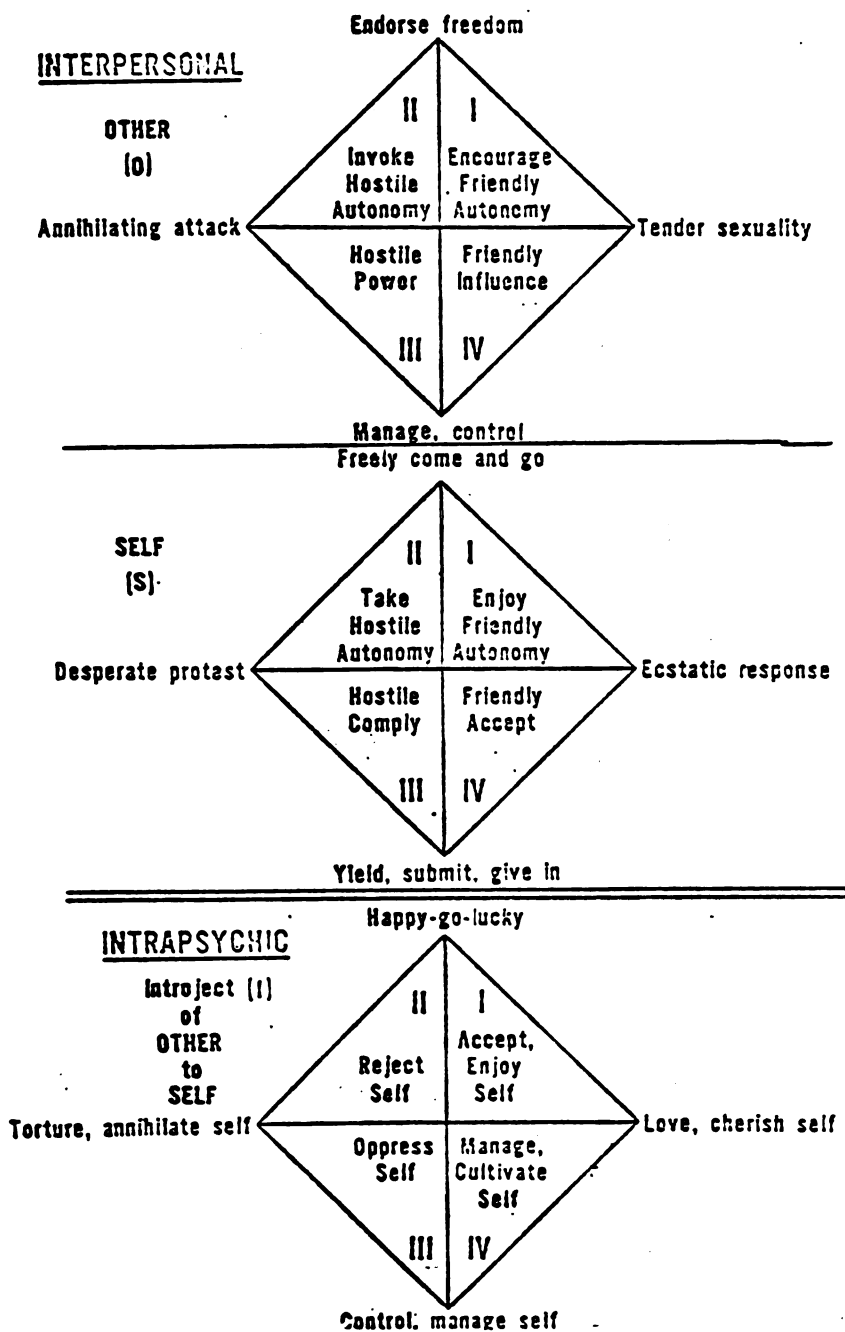 Endorse freedom
INTERPERSONAL
OTHER
(O)
II I
Invoke Encourage
Hostile Friendly
Autonomy Autonomy
Annihilating attack Tender sexuality
Hostile Friendly
Power Influence
III IV
Manage, control
Freely come and go
SELF
(S)
II I
Take Enjoy
Hostile Friendly
Autonomy Autonomy
Desperate protest Ecstatic response
Hostile Friendly
Comply Accept
III IV
Yield, submit, give in
Happy-go-lucky
INTRAPSYCHIC
Introject (I)
of
OTHER
to
SELF
II I
Accept,
Reject Enjoy
Self Self
Torture, annihilate self Love, cherish self
Oppress Manage,
Self Cultivate
Self
III IV
Control, manage self